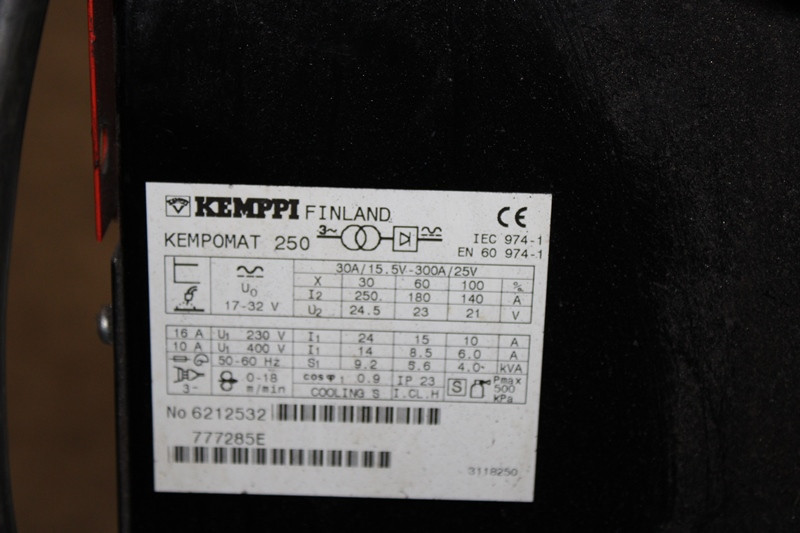 KEMPPI FINLAND
CE
KEMPOMAT 250 3~
IEC 974-1
EN 60 974-1
30A/15.5V-300A/25V
X 30 60 100 %
U0 I2 250. 180 140 A
17-32 V U2 24.5 23 21 V
16 A U1 230 V I1 24 15 10 A
10 A U1 400 V I1 14 8.5 6.0 A
50-60 Hz S1 9.2 5.6 4.0 kVA
3~ 0-18 m/min cosφ1 0.9 IP 23 S Pmax 500 kPa
COOLING S I.CL.H
No 6212532
777285E
3118250